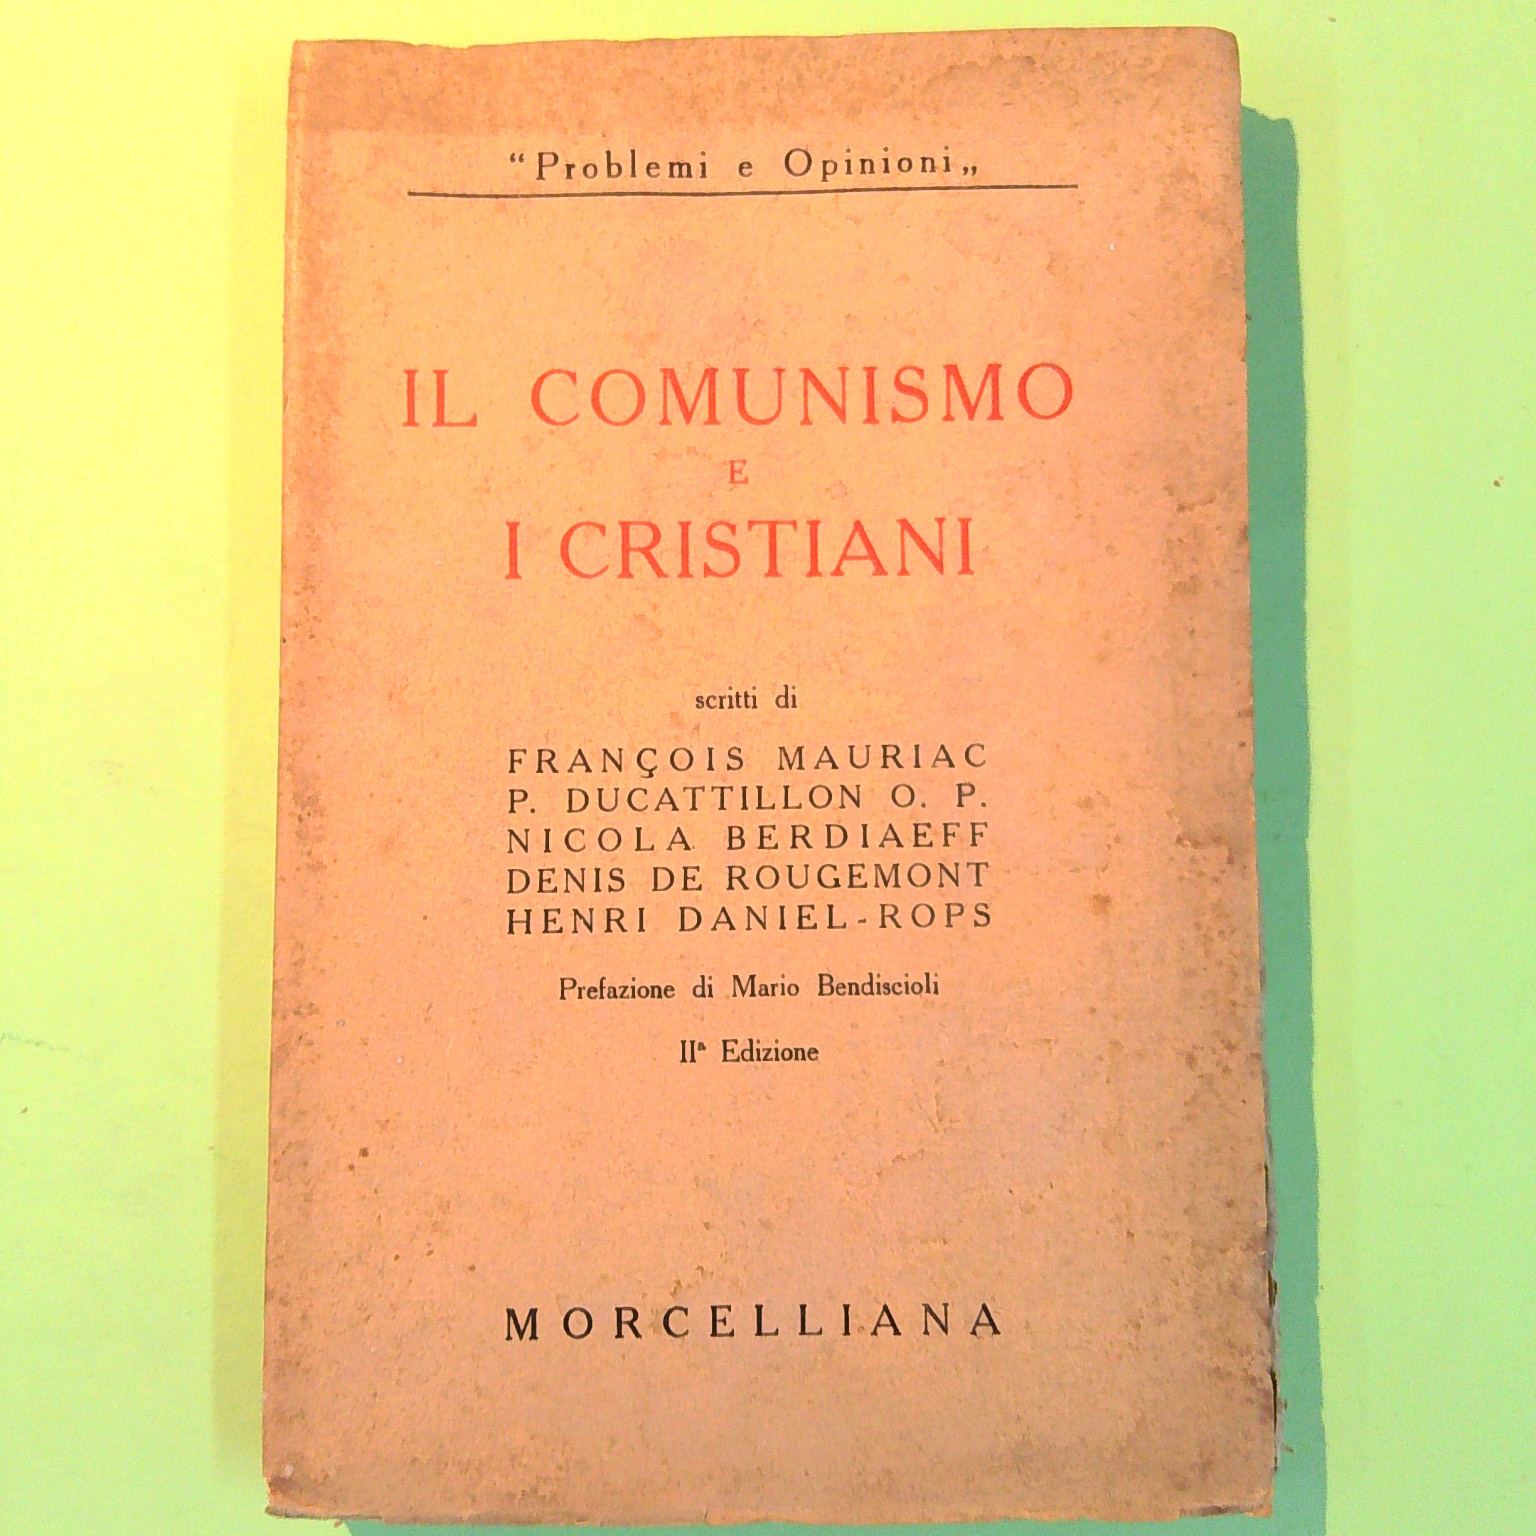 “Problemi e Opinioni„
IL COMUNISMO
E
I CRISTIANI
scritti di
FRANÇOIS MAURIAC
P. DUCATTILLON O. P.
NICOLA BERDIAEFF
DENIS DE ROUGEMONT
HENRI DANIEL-ROPS
Prefazione di Mario Bendiscioli
IIª Edizione
MORCELLIANA